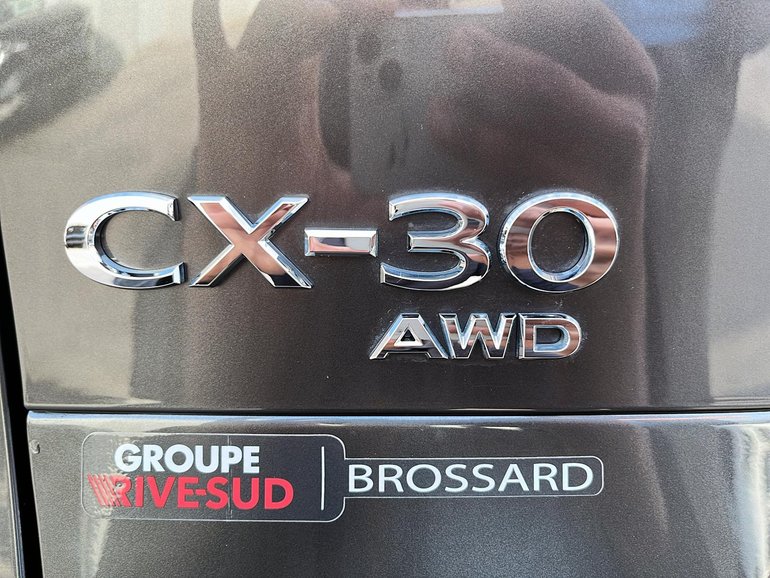 CX-30
AWD
GROUPE
RIVE-SUD
BROSSARD